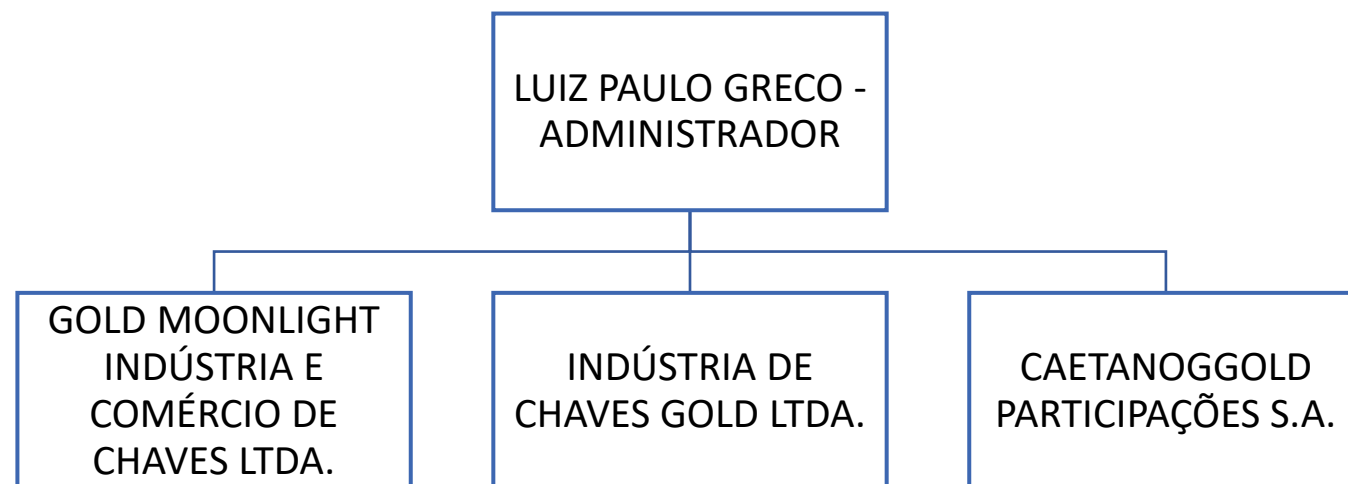 LUIZ PAULO GRECO -
ADMINISTRADOR
GOLD MOONLIGHT
INDÚSTRIA E
COMÉRCIO DE
CHAVES LTDA.
INDÚSTRIA DE
CHAVES GOLD LTDA.
CAETANOGGOLD
PARTICIPAÇÕES S.A.